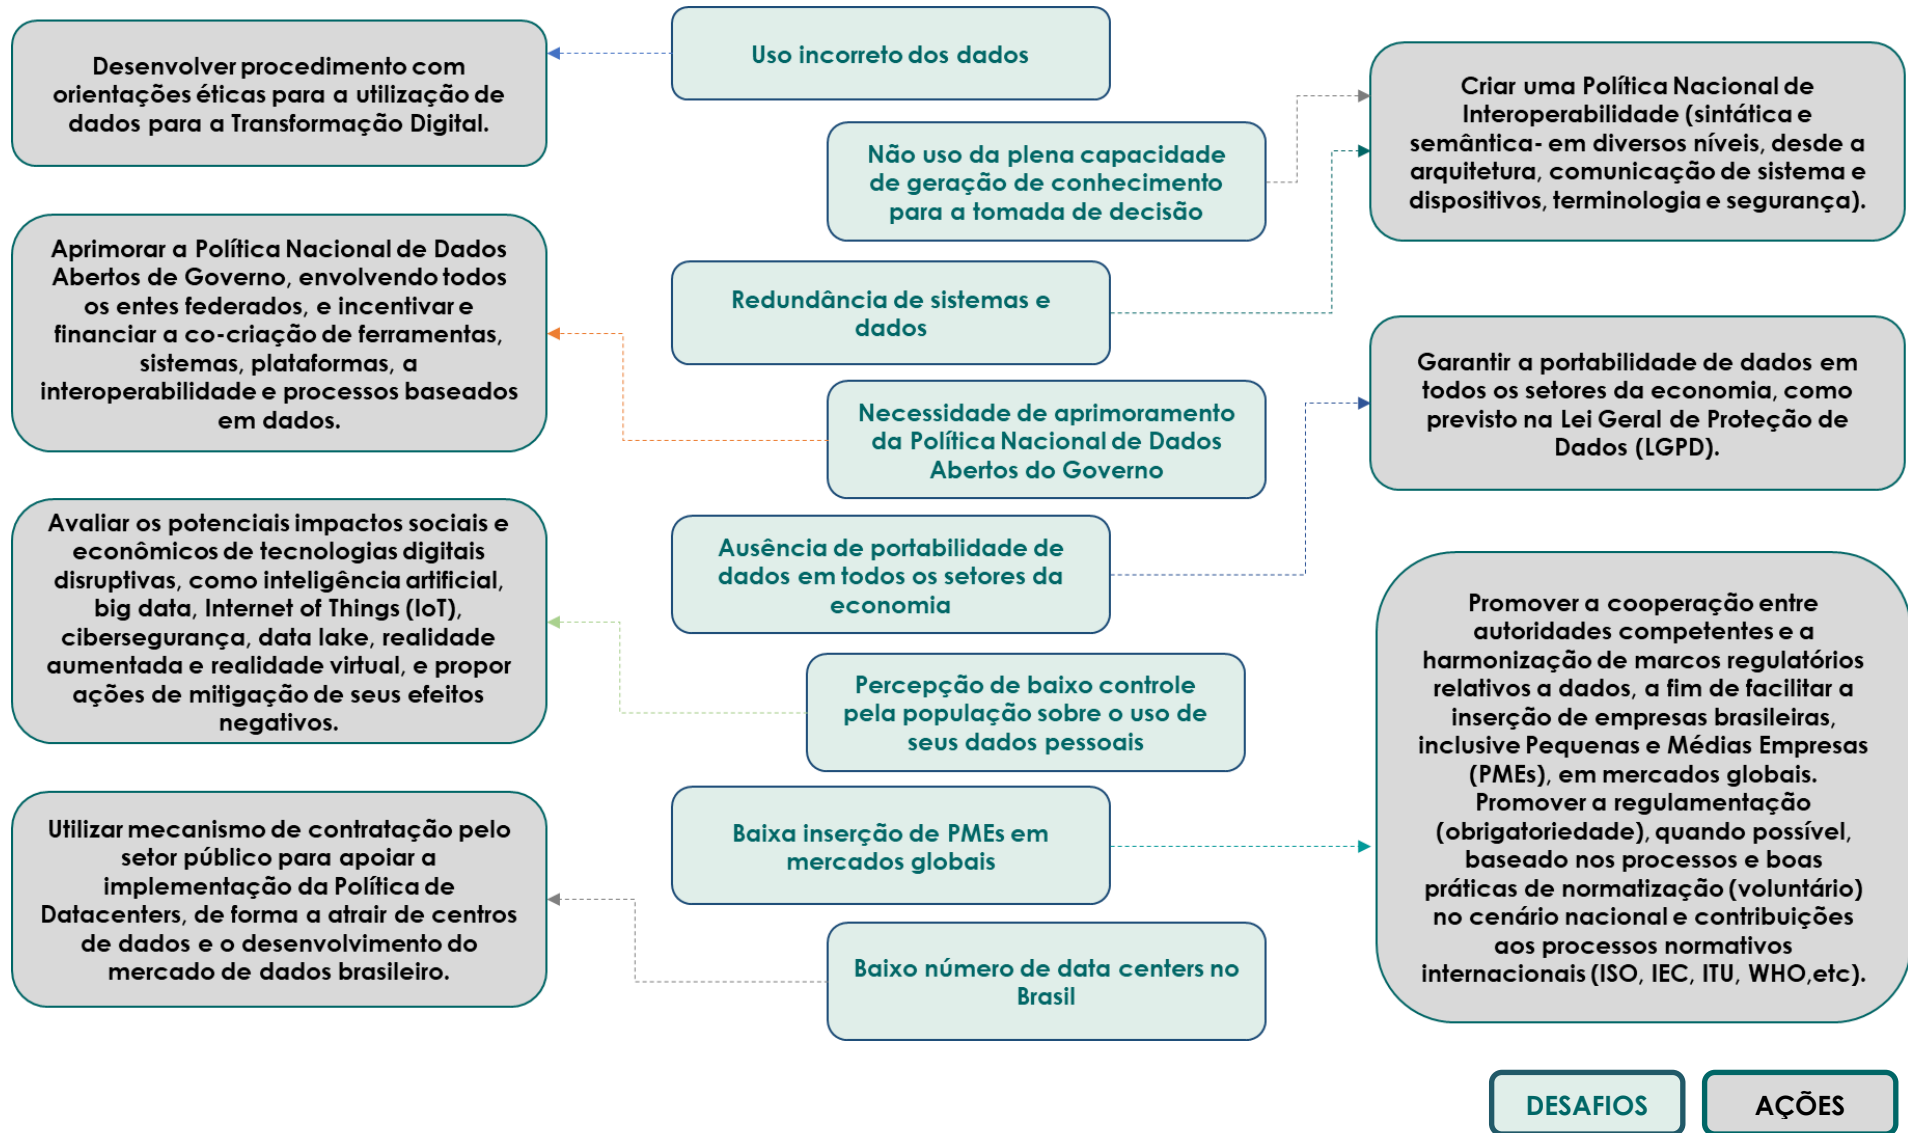 Desenvolver procedimento com
orientações éticas para a utilização de
dados para a Transformação Digital.
Aprimorar a Política Nacional de Dados
Abertos de Governo, envolvendo todos
os entes federados, e incentivar e
financiar a co-criação de ferramentas,
sistemas, plataformas, a
interoperabilidade e processos baseados
em dados.
Avaliar os potenciais impactos sociais e
econômicos de tecnologias digitais
disruptivas, como inteligência artificial,
big data, Internet of Things (IoT),
cibersegurança, data lake, realidade
aumentada e realidade virtual, e propor
ações de mitigação de seus efeitos
negativos.
Utilizar mecanismo de contratação pelo
setor público para apoiar a
implementação da Política de
Datacenters, de forma a atrair de centros
de dados e o desenvolvimento do
mercado de dados brasileiro.
Uso incorreto dos dados
Não uso da plena capacidade
de geração de conhecimento
para a tomada de decisão
Redundância de sistemas e
dados
Necessidade de aprimoramento
da Política Nacional de Dados
Abertos do Governo
Ausência de portabilidade de
dados em todos os setores da
economia
Percepção de baixo controle
pela população sobre o uso de
seus dados pessoais
Baixa inserção de PMEs em
mercados globais
Baixo número de data centers no
Brasil
Criar uma Política Nacional de
Interoperabilidade (sintática e
semântica- em diversos níveis, desde a
arquitetura, comunicação de sistema e
dispositivos, terminologia e segurança).
Garantir a portabilidade de dados em
todos os setores da economia, como
previsto na Lei Geral de Proteção de
Dados (LGPD).
Promover a cooperação entre
autoridades competentes e a
harmonização de marcos regulatórios
relativos a dados, a fim de facilitar a
inserção de empresas brasileiras,
inclusive Pequenas e Médias Empresas
(PMEs), em mercados globais.
Promover a regulamentação
(obrigatoriedade), quando possível,
baseado nos processos e boas
práticas de normatização (voluntário)
no cenário nacional e contribuições
aos processos normativos
internacionais (ISO, IEC, ITU, WHO,etc).
DESAFIOS
AÇÕES